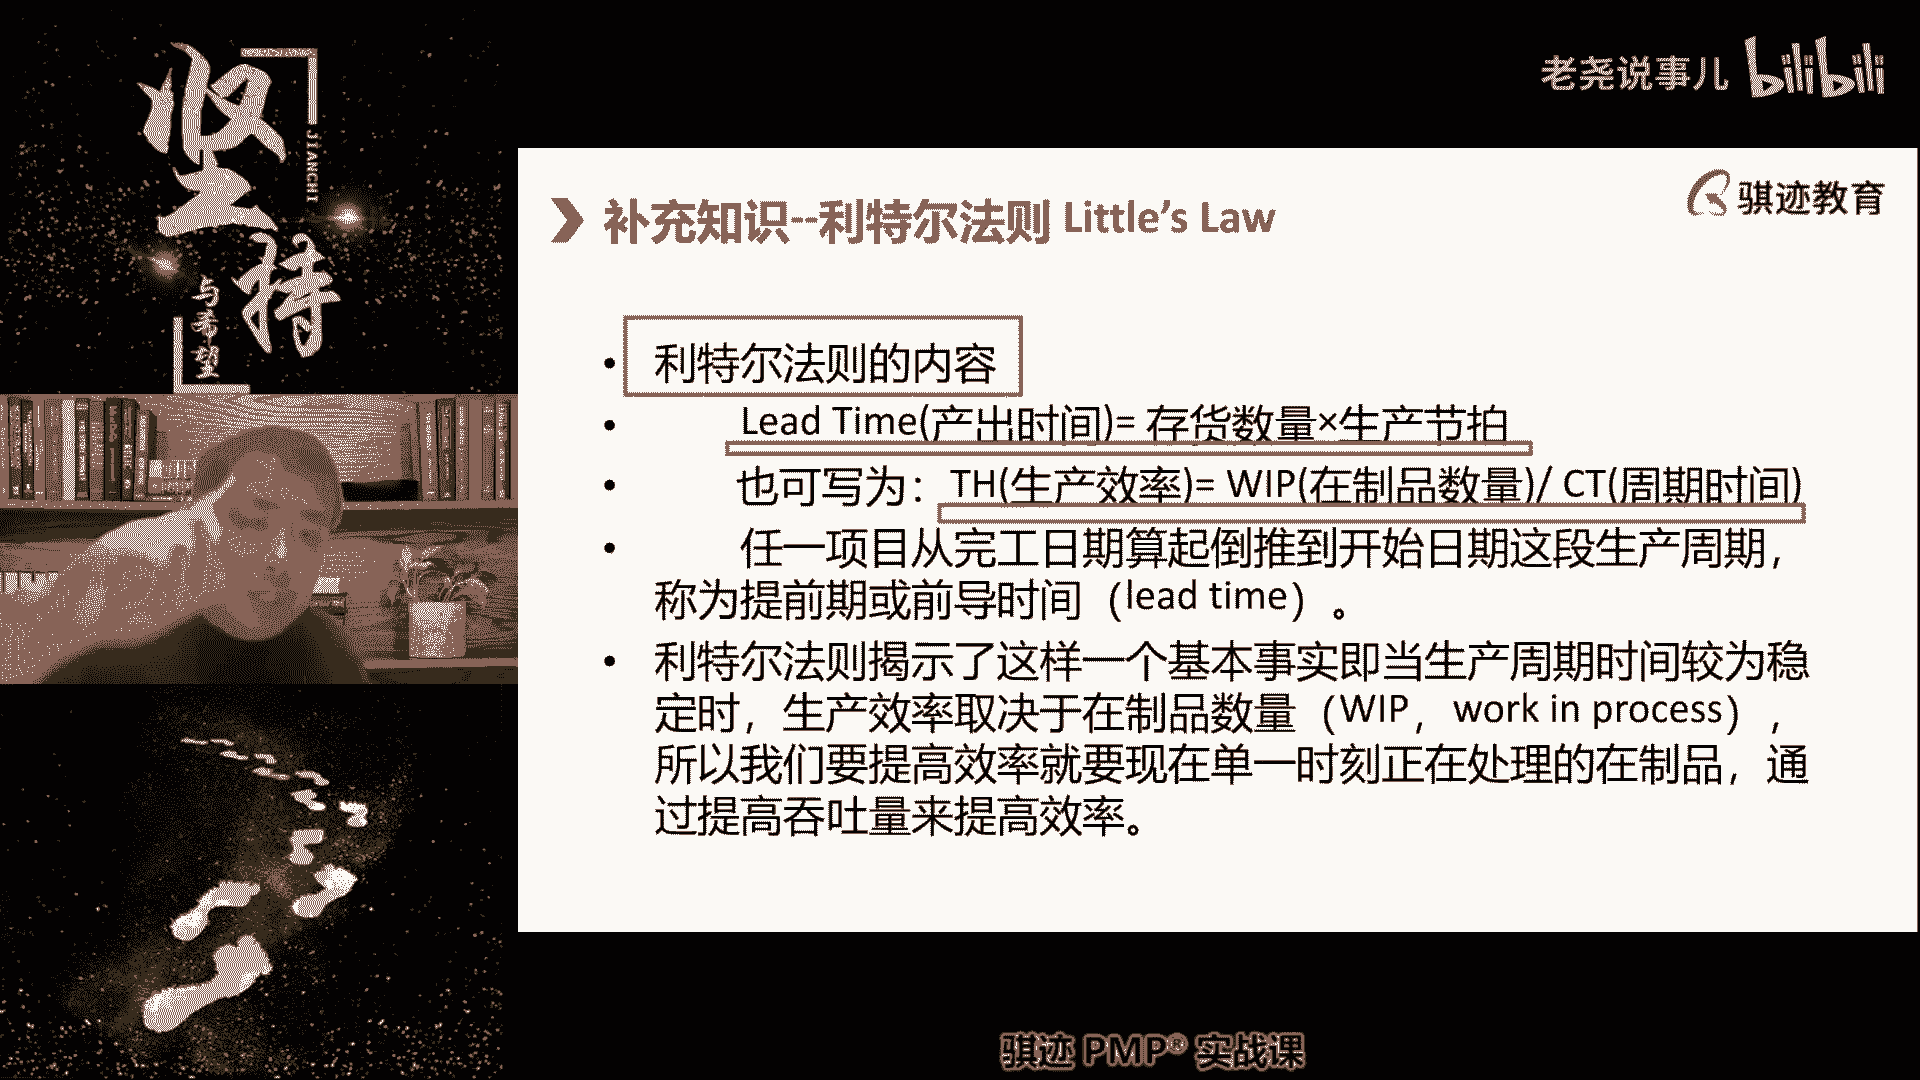 坚持
JIANCHI
与希望
老尧说事儿 bilibili
骐迹教育
补充知识--利特尔法则 Little's Law
• 利特尔法则的内容
• Lead Time(产出时间)= 存货数量×生产节拍
• 也可写为：TH(生产效率)= WIP(在制品数量)/ CT(周期时间)
• 任一项目从完工日期算起倒推到开始日期这段生产周期，
称为提前期或前导时间（lead time）。
• 利特尔法则揭示了这样一个基本事实即当生产周期时间较为稳
定时，生产效率取决于在制品数量（WIP，work in process），
所以我们要提高效率就要现在单一时刻正在处理的在制品，通
过提高吞吐量来提高效率。
骐迹 PMP® 实战课